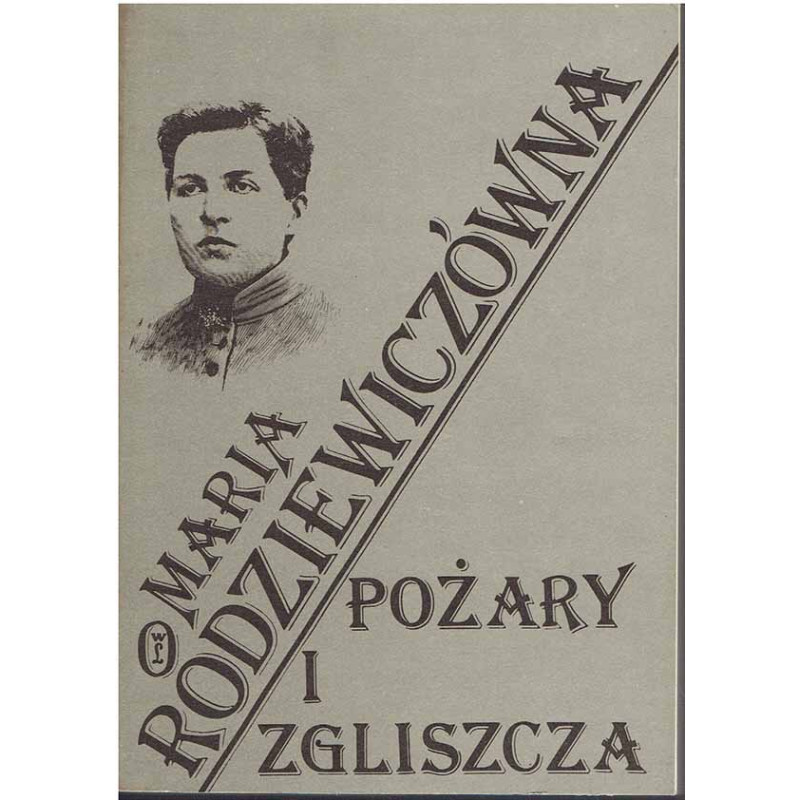 MARIA
RODZIEWICZÓWNA
POŻARY
I
ZGLISZCZA
WL